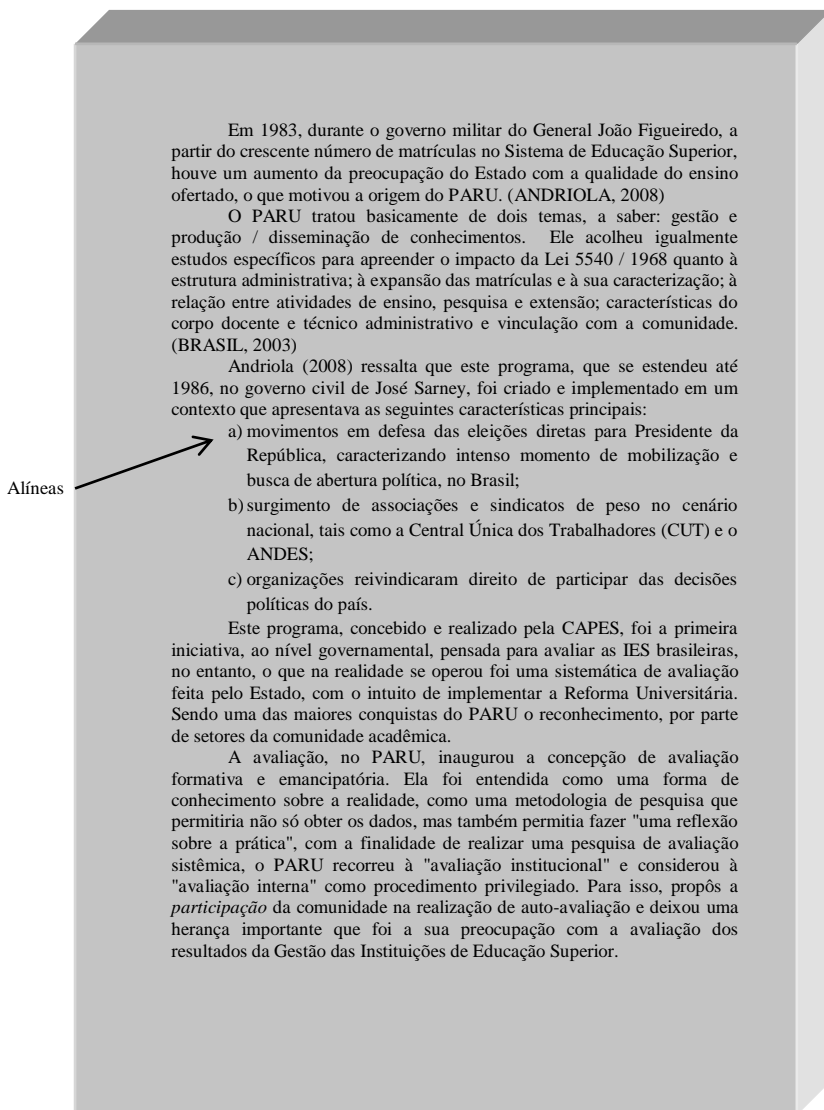 Em 1983, durante o governo militar do General João Figueiredo, a
partir do crescente número de matrículas no Sistema de Educação Superior,
houve um aumento da preocupação do Estado com a qualidade do ensino
ofertado, o que motivou a origem do PARU. (ANDRIOLA, 2008)
O PARU tratou basicamente de dois temas, a saber: gestão e
produção / disseminação de conhecimentos. Ele acolheu igualmente
estudos específicos para apreender o impacto da Lei 5540 / 1968 quanto à
estrutura administrativa; à expansão das matrículas e à sua caracterização; à
relação entre atividades de ensino, pesquisa e extensão; características do
corpo docente e técnico administrativo e vinculação com a comunidade.
(BRASIL, 2003)
Andriola (2008) ressalta que este programa, que se estendeu até
1986, no governo civil de José Sarney, foi criado e implementado em um
contexto que apresentava as seguintes características principais:
a) movimentos em defesa das eleições diretas para Presidente da
República, caracterizando intenso momento de mobilização e
busca de abertura política, no Brasil;
Alíneas
b) surgimento de associações e sindicatos de peso no cenário
nacional, tais como a Central Única dos Trabalhadores (CUT) e o
ANDES;
c) organizações reivindicaram direito de participar das decisões
políticas do país.
Este programa, concebido e realizado pela CAPES, foi a primeira
iniciativa, ao nível governamental, pensada para avaliar as IES brasileiras,
no entanto, o que na realidade se operou foi uma sistemática de avaliação
feita pelo Estado, com o intuito de implementar a Reforma Universitária.
Sendo uma das maiores conquistas do PARU o reconhecimento, por parte
de setores da comunidade acadêmica.
A avaliação, no PARU, inaugurou a concepção de avaliação
formativa e emancipatória. Ela foi entendida como uma forma de
conhecimento sobre a realidade, como uma metodologia de pesquisa que
permitiria não só obter os dados, mas também permitia fazer "uma reflexão
sobre a prática", com a finalidade de realizar uma pesquisa de avaliação
sistêmica, o PARU recorreu à "avaliação institucional" e considerou à
"avaliação interna" como procedimento privilegiado. Para isso, propôs a
participação da comunidade na realização de auto-avaliação e deixou uma
herança importante que foi a sua preocupação com a avaliação dos
resultados da Gestão das Instituições de Educação Superior.